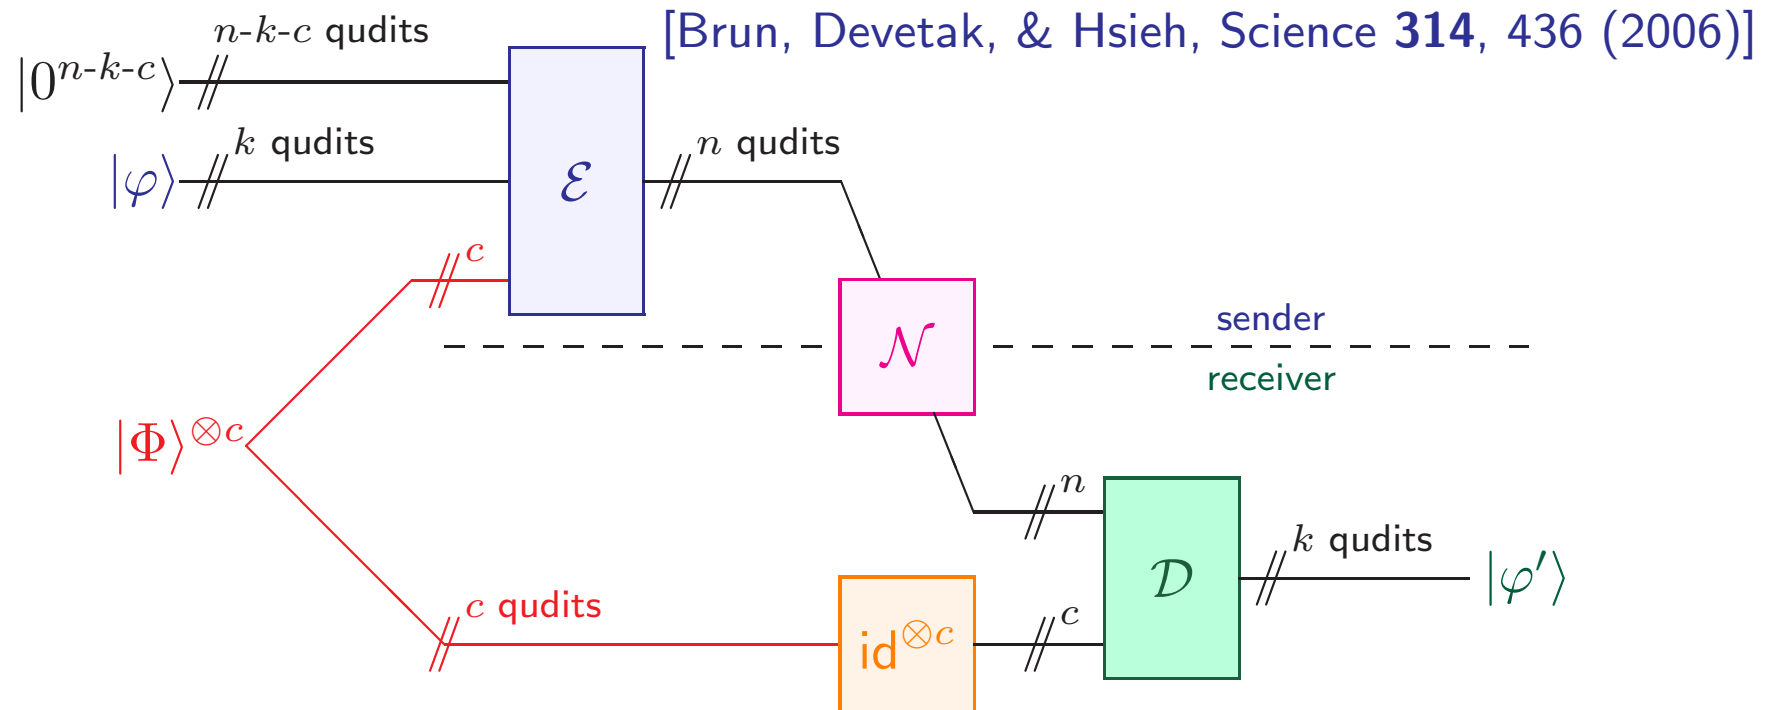 [Brun, Devetak, & Hsieh, Science 314, 436 (2006)]
n-k-c qudits
|0^{n-k-c}⟩
k qudits
n qudits
|φ⟩
ℰ
c
𝒩
sender
receiver
|Φ⟩^{⊗c}
n
k qudits
𝒟
|φ′⟩
c qudits
c
id^{⊗c}